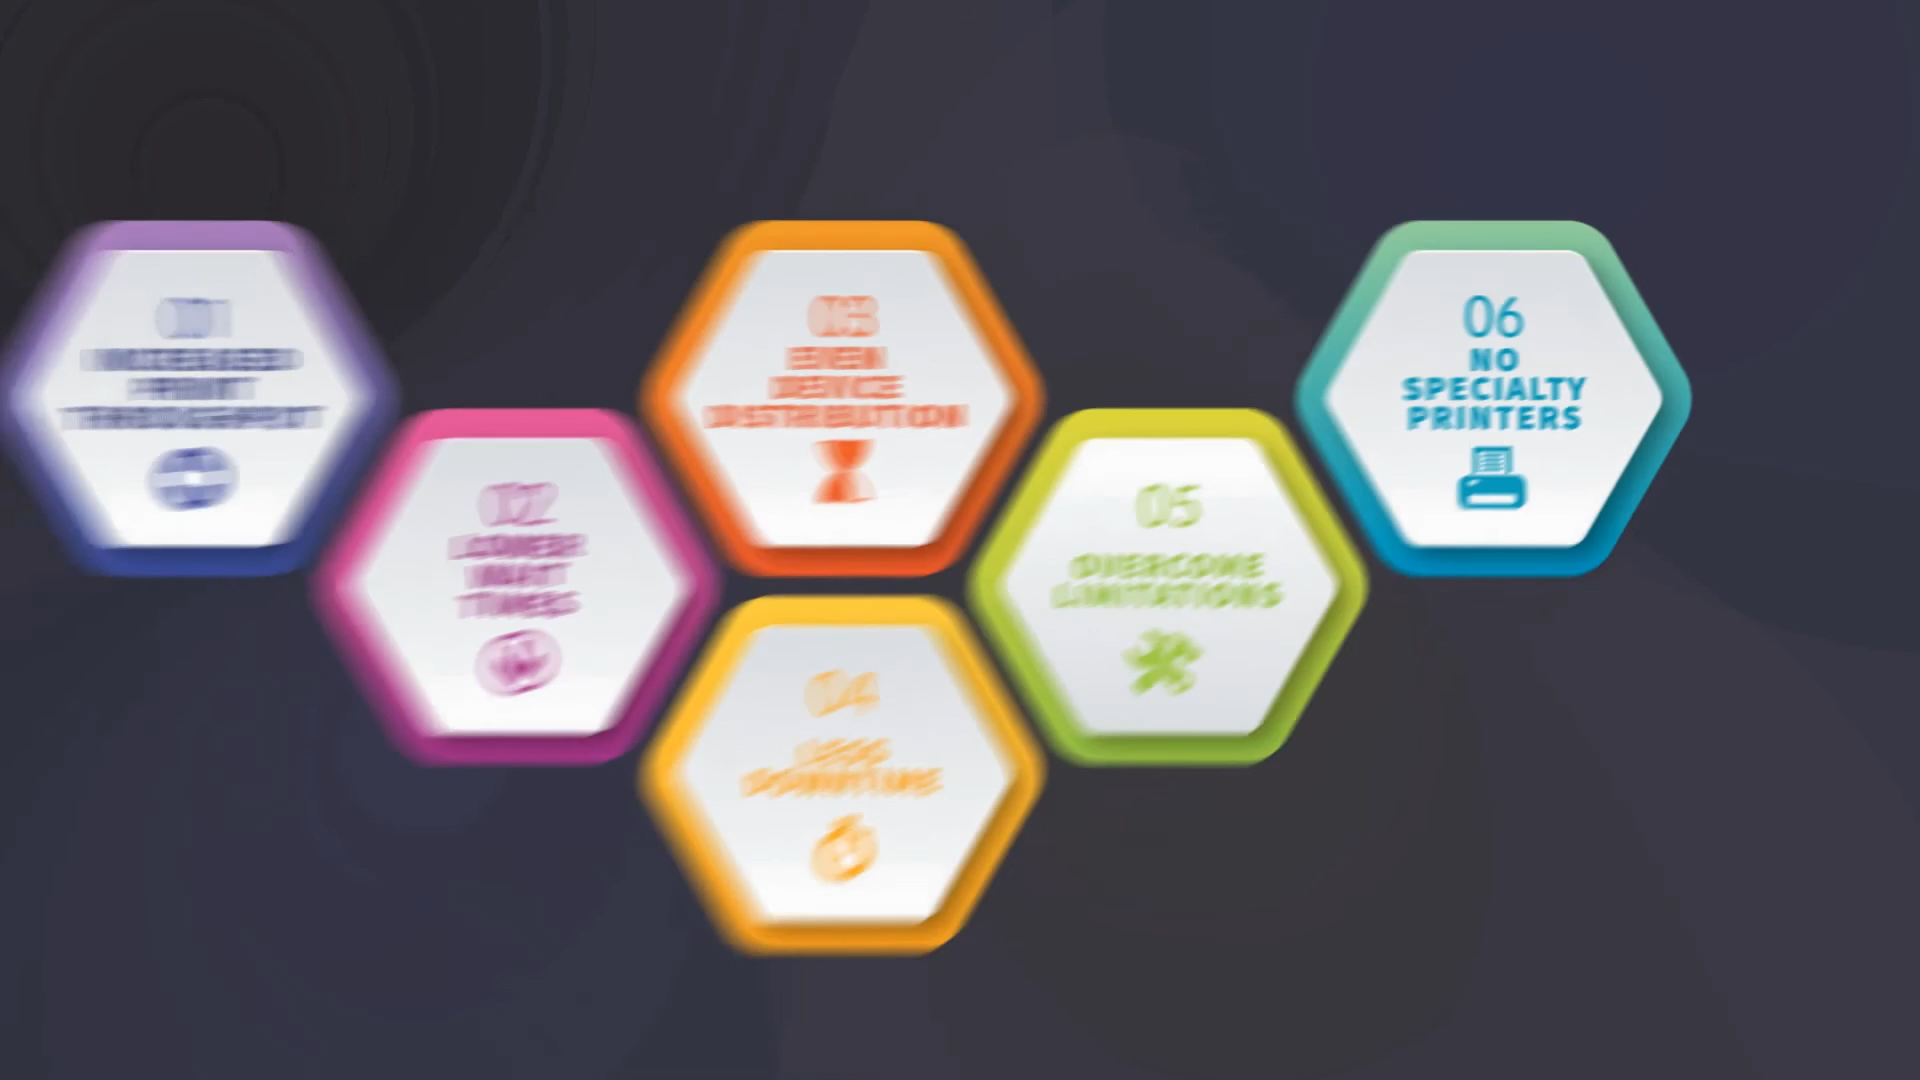 01
INCREASED
PRINT
THROUGHPUT
02
LOWER
WAIT
TIMES
03
EVEN
DEVICE
DISTRIBUTION
04
LESS
DOWNTIME
05
OVERCOME
LIMITATIONS
06
NO
SPECIALTY
PRINTERS